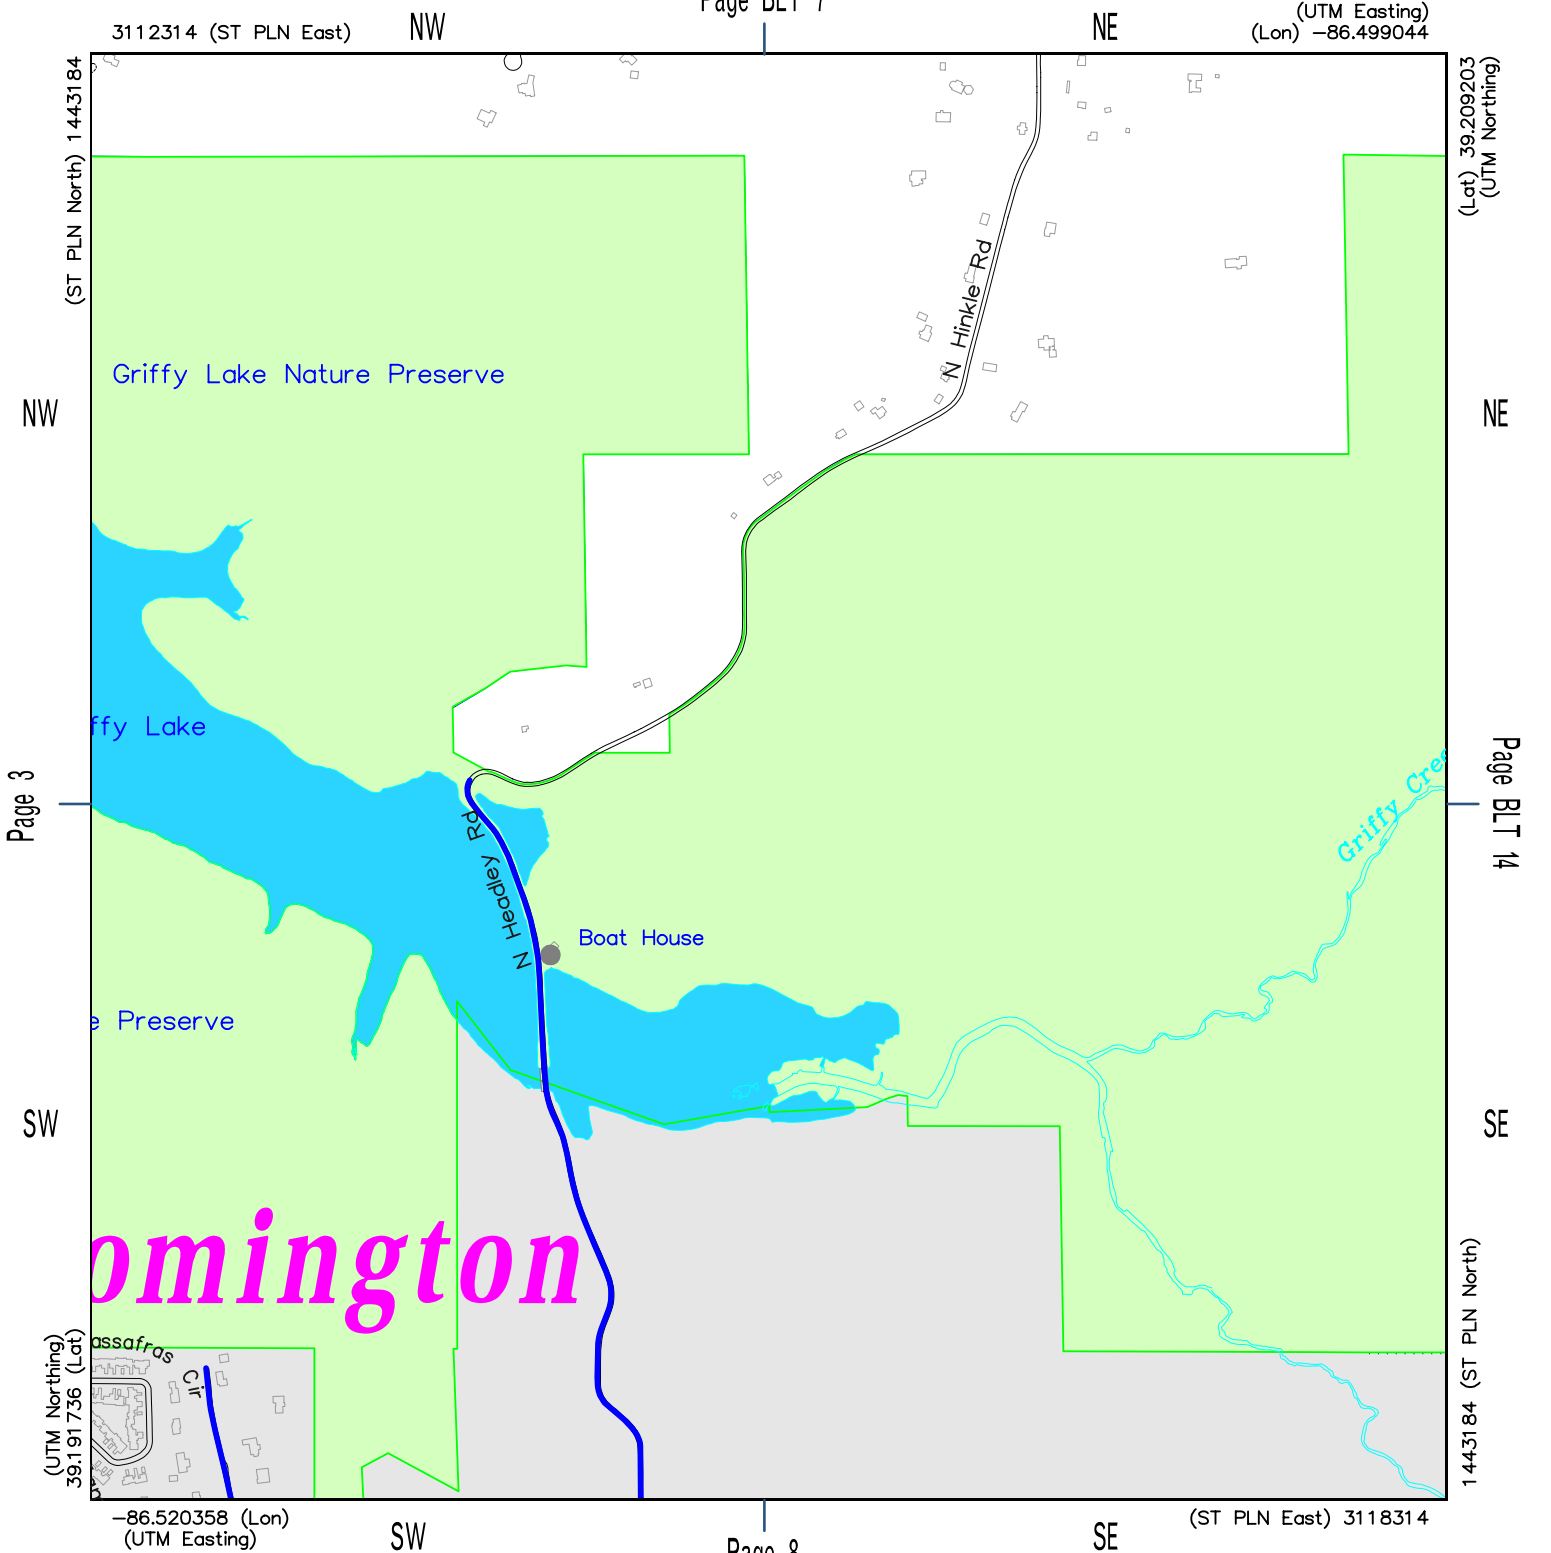 Page BLT 7
3112314 (ST PLN East)
NW
NE
(UTM Easting)
(Lon) -86.499044
(ST PLN North) 1443184
(Lat) 39.209203
(UTM Northing)
N Hinkle Rd
Griffy Lake Nature Preserve
NW
NE
ffy Lake
Page 3
Page BLT 14
Griffy Cree
N Headley Rd
Boat House
e Preserve
SW
SE
omington
assafras Cir
(UTM Northing)
39.191736 (Lat)
1443184 (ST PLN North)
-86.520358 (Lon)
(UTM Easting)
SW
SE
(ST PLN East) 3118314
Page 8